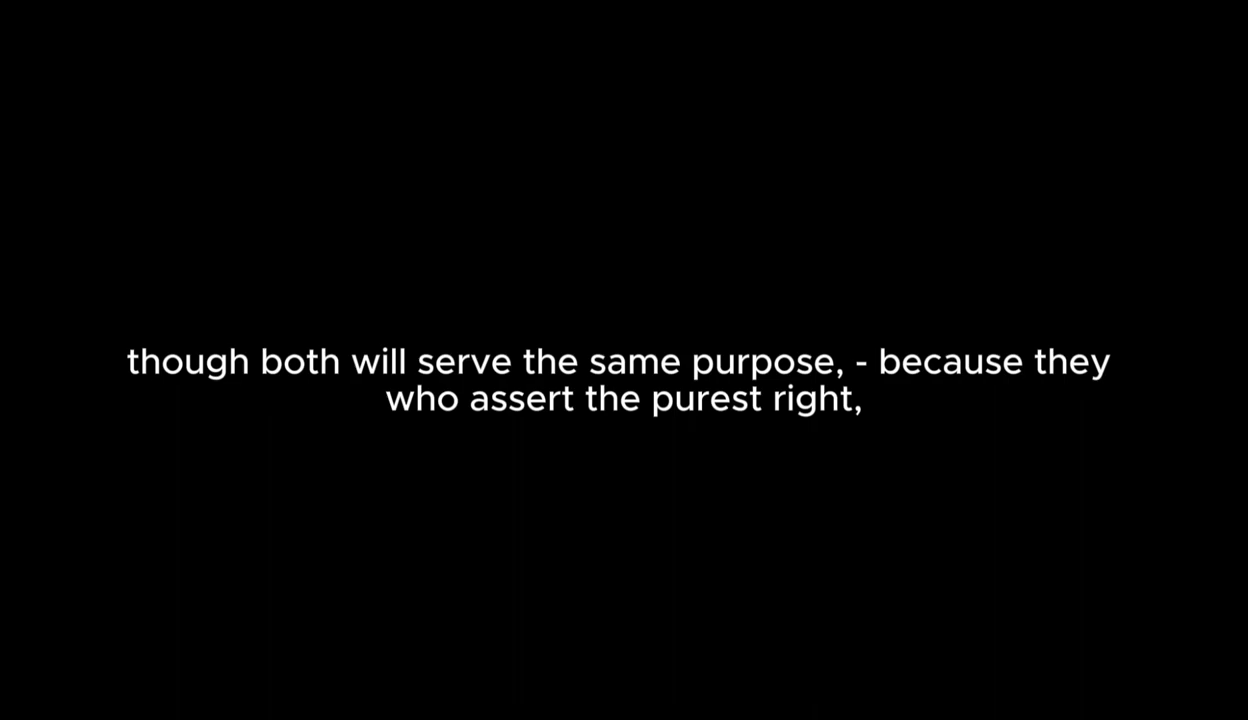 though both will serve the same purpose, - because they
who assert the purest right,